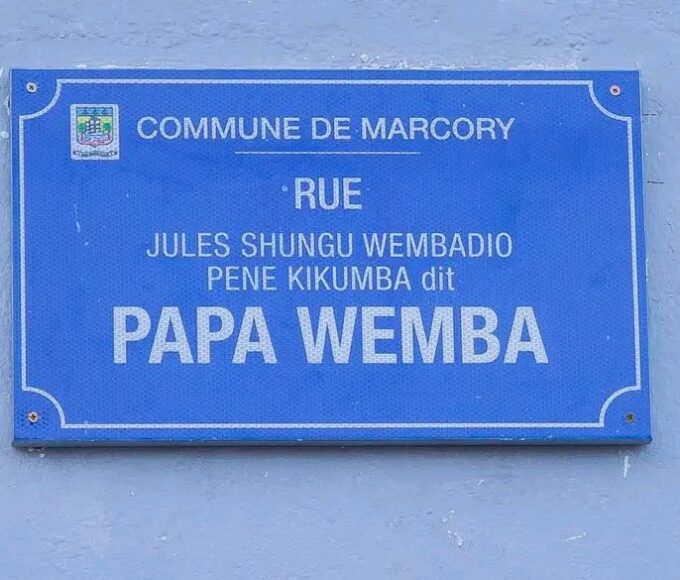 COMMUNE DE MARCORY
RUE
JULES SHUNGU WEMBADIO
PENE KIKUMBA dit
PAPA WEMBA